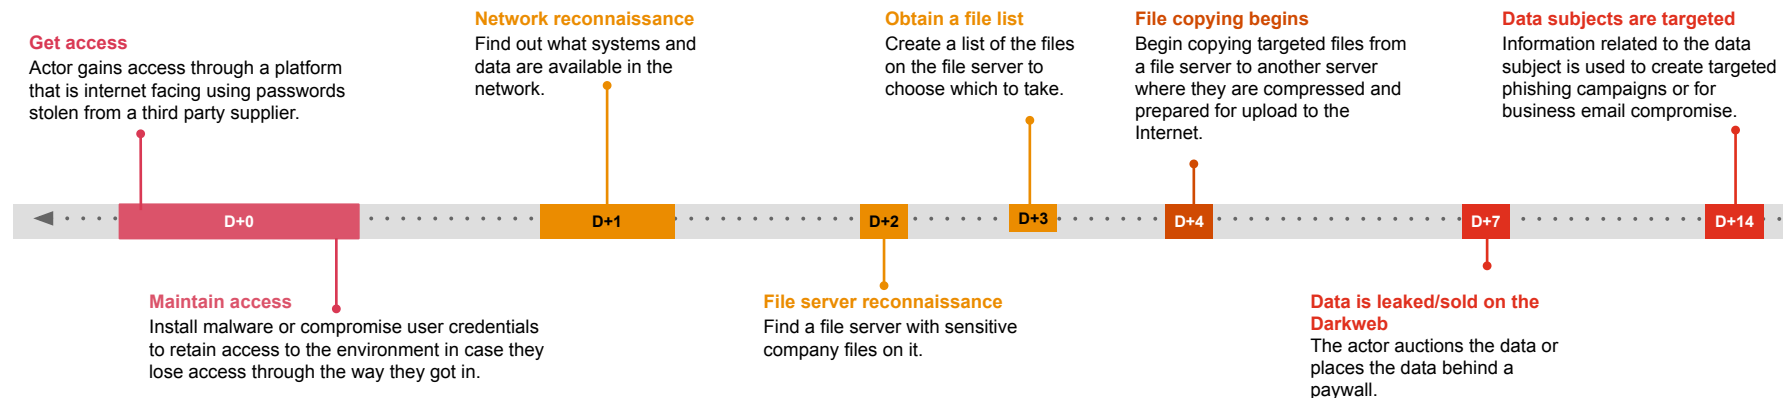 Get access
Actor gains access through a platform
that is internet facing using passwords
stolen from a third party supplier.
Network reconnaissance
Find out what systems and
data are available in the
network.
Obtain a file list
Create a list of the files
on the file server to
choose which to take.
File copying begins
Begin copying targeted files from
a file server to another server
where they are compressed and
prepared for upload to the
Internet.
Data subjects are targeted
Information related to the data
subject is used to create targeted
phishing campaigns or for
business email compromise.
D+0
D+1
D+2
D+3
D+4
D+7
D+14
Maintain access
Install malware or compromise user credentials
to retain access to the environment in case they
lose access through the way they got in.
File server reconnaissance
Find a file server with sensitive
company files on it.
Data is leaked/sold on the
Darkweb
The actor auctions the data or
places the data behind a
paywall.